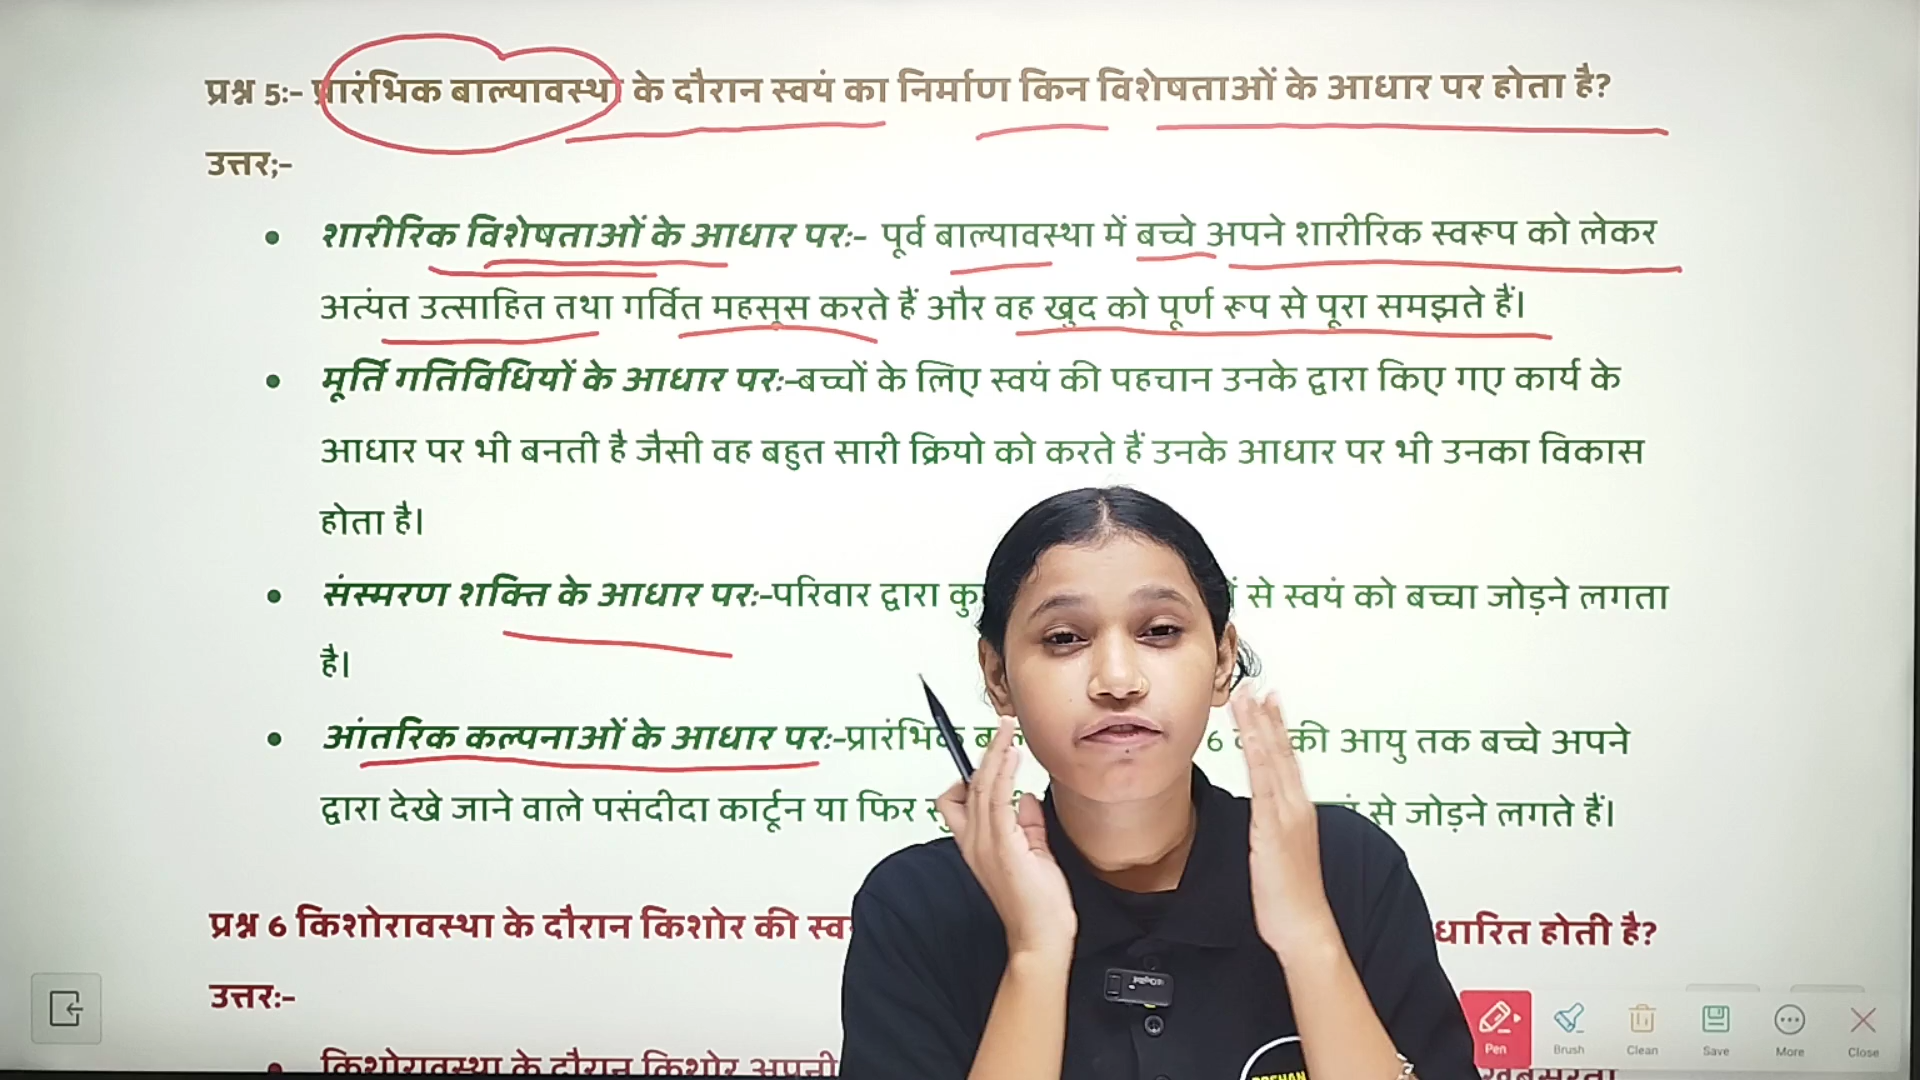 प्रश्न 5:- प्रारंभिक बाल्यावस्था के दौरान स्वयं का निर्माण किन विशेषताओं के आधार पर होता है?
उत्तर;-
शारीरिक विशेषताओं के आधार पर:- पूर्व बाल्यावस्था में बच्चे अपने शारीरिक स्वरूप को लेकर
अत्यंत उत्साहित तथा गर्वित महसूस करते हैं और वह खुद को पूर्ण रूप से पूरा समझते हैं।
मूर्ति गतिविधियों के आधार पर:-बच्चों के लिए स्वयं की पहचान उनके द्वारा किए गए कार्य के
आधार पर भी बनती है जैसी वह बहुत सारी क्रियो को करते हैं उनके आधार पर भी उनका विकास
होता है।
संस्मरण शक्ति के आधार पर:-परिवार द्वारा से स्वयं को बच्चा जोड़ने लगता
है।
आंतरिक कल्पनाओं के आधार पर:-प्रारंभिक 6 की आयु तक बच्चे अपने
द्वारा देखे जाने वाले पसंदीदा कार्टून या फिर से जोड़ने लगते हैं।
प्रश्न 6 किशोरावस्था के दौरान किशोर की होती है?
उत्तर:-
किशोरावस्था के दौरान किशोर अपनी
Pen Brush Clean Save More Close